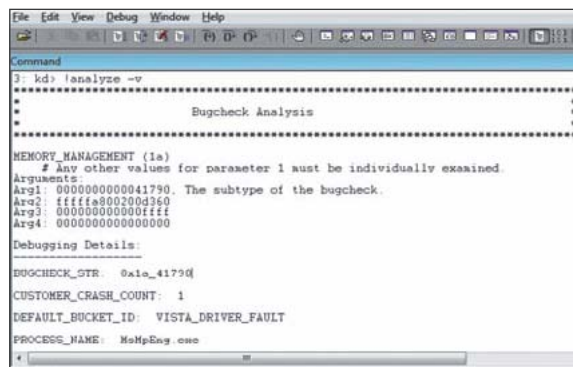 File Edit View Debug Window Help
Command
3: kd> !analyze -v
*******************************************************************************
* *
* Bugcheck Analysis *
* *
*******************************************************************************
MEMORY_MANAGEMENT (1a)
# Any other values for parameter 1 must be individually examined.
Arguments:
Arg1: 0000000000041790, The subtype of the bugcheck.
Arg2: fffffa800200d360
Arg3: 000000000000ffff
Arg4: 0000000000000000
Debugging Details:
------------------
BUGCHECK_STR: 0x1a_41790
CUSTOMER_CRASH_COUNT: 1
DEFAULT_BUCKET_ID: VISTA_DRIVER_FAULT
PROCESS_NAME: MsMpEng.exe